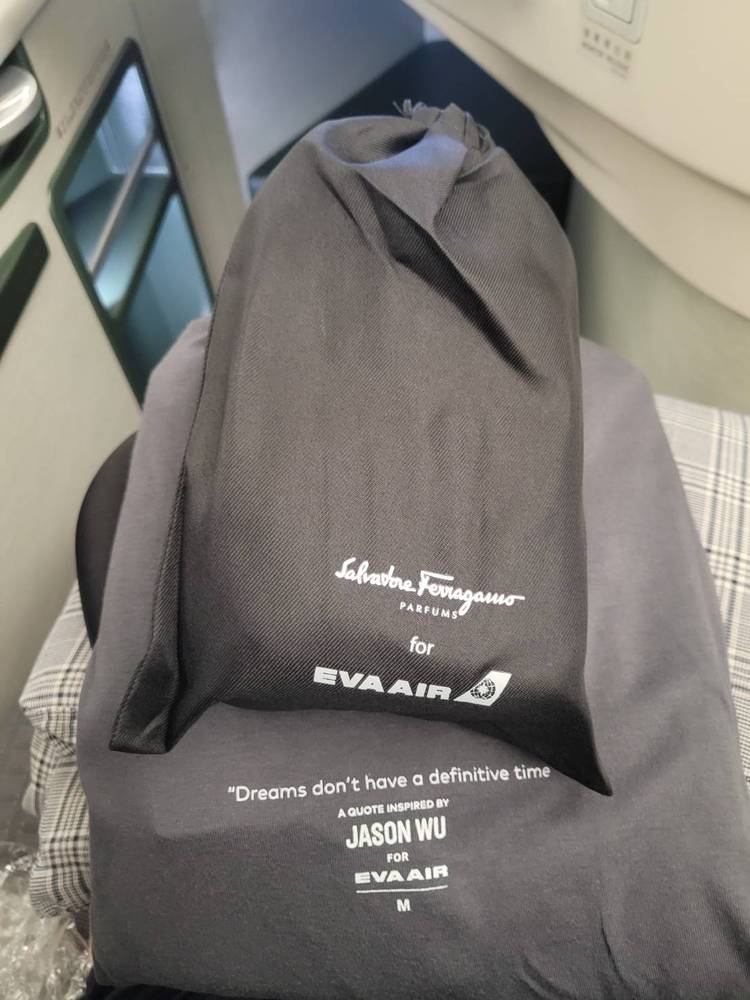 Salvatore Ferragamo
PARFUMS
for
EVA AIR
"Dreams don't have a definitive time
A QUOTE INSPIRED BY
JASON WU
FOR
EVA AIR
M